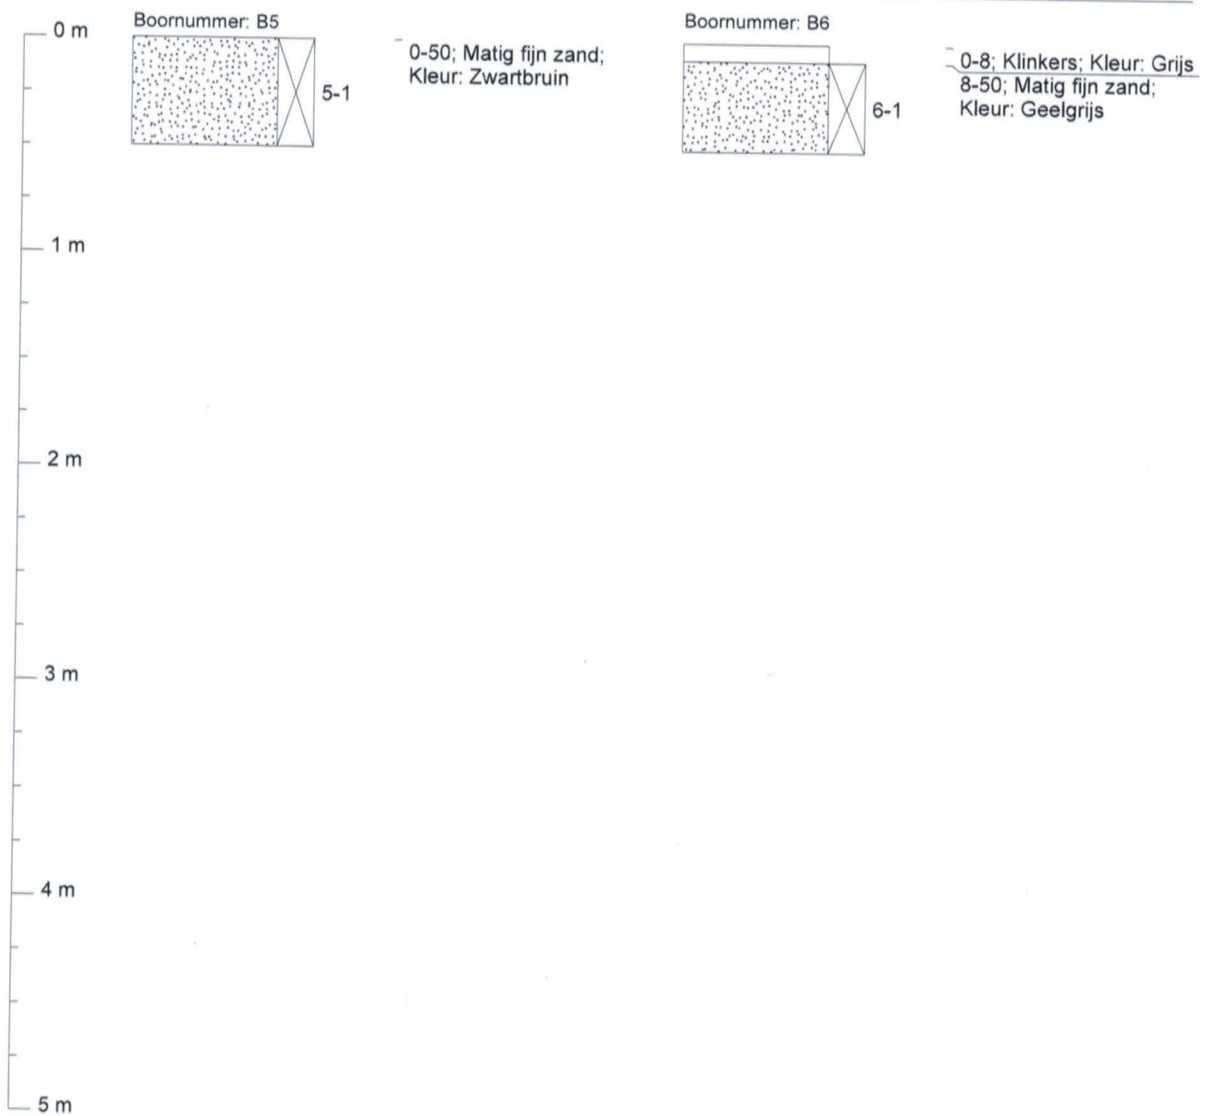 Boornummer: B5
0-50; Matig fijn zand;
Kleur: Zwartbruin
5-1
Boornummer: B6
0-8; Klinkers; Kleur: Grijs
8-50; Matig fijn zand;
Kleur: Geelgrijs
6-1
0 m
1 m
2 m
3 m
4 m
5 m